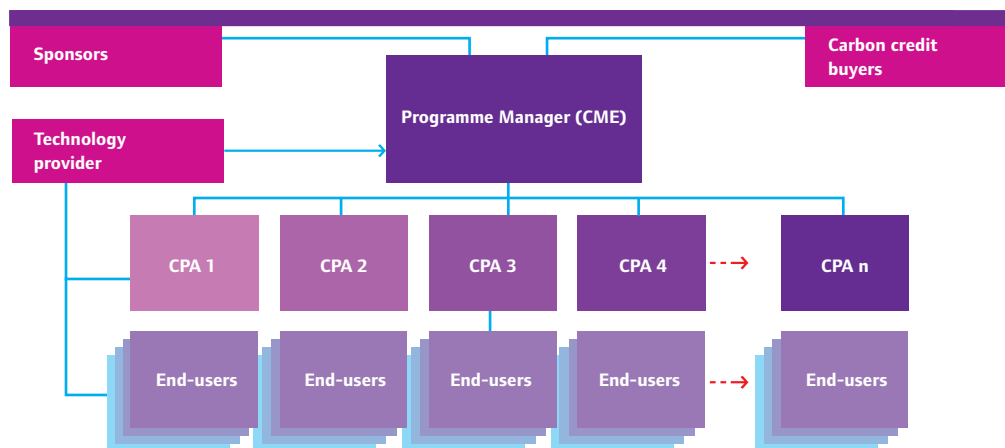 Sponsors
Carbon credit
buyers
Programme Manager (CME)
Technology
provider
CPA 1
CPA 2
CPA 3
CPA 4
CPA n
End-users
End-users
End-users
End-users
End-users